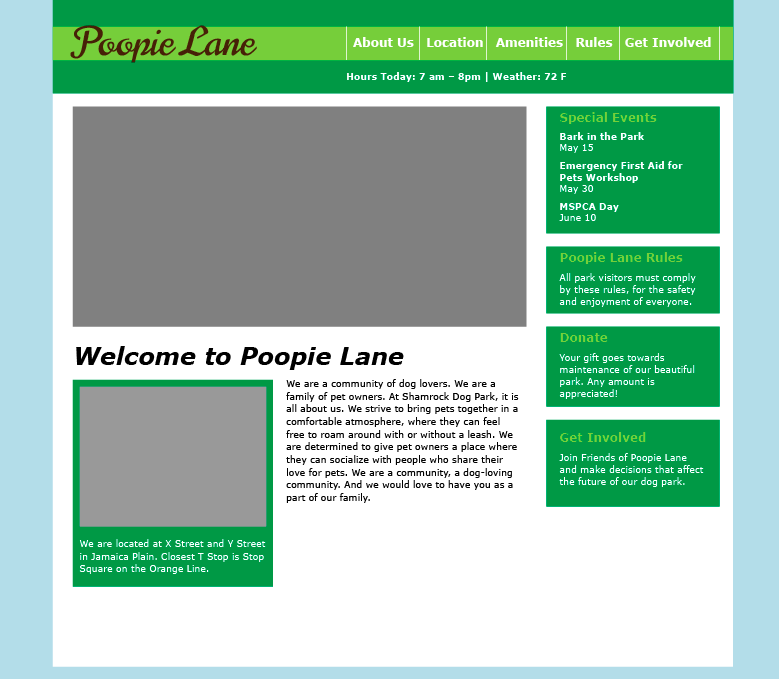 Poopie Lane
About Us Location Amenities Rules Get Involved
Hours Today: 7 am – 8pm | Weather: 72 F
Special Events
Bark in the Park
May 15
Emergency First Aid for
Pets Workshop
May 30
MSPCA Day
June 10
Poopie Lane Rules
All park visitors must comply
by these rules, for the safety
and enjoyment of everyone.
Donate
Your gift goes towards
maintenance of our beautiful
park. Any amount is
appreciated!
Get Involved
Join Friends of Poopie Lane
and make decisions that affect
the future of our dog park.
Welcome to Poopie Lane
We are a community of dog lovers. We are a
family of pet owners. At Shamrock Dog Park, it is
all about us. We strive to bring pets together in a
comfortable atmosphere, where they can feel
free to roam around with or without a leash. We
are determined to give pet owners a place where
they can socialize with people who share their
love for pets. We are a community, a dog-loving
community. And we would love to have you as a
part of our family.
We are located at X Street and Y Street
in Jamaica Plain. Closest T Stop is Stop
Square on the Orange Line.